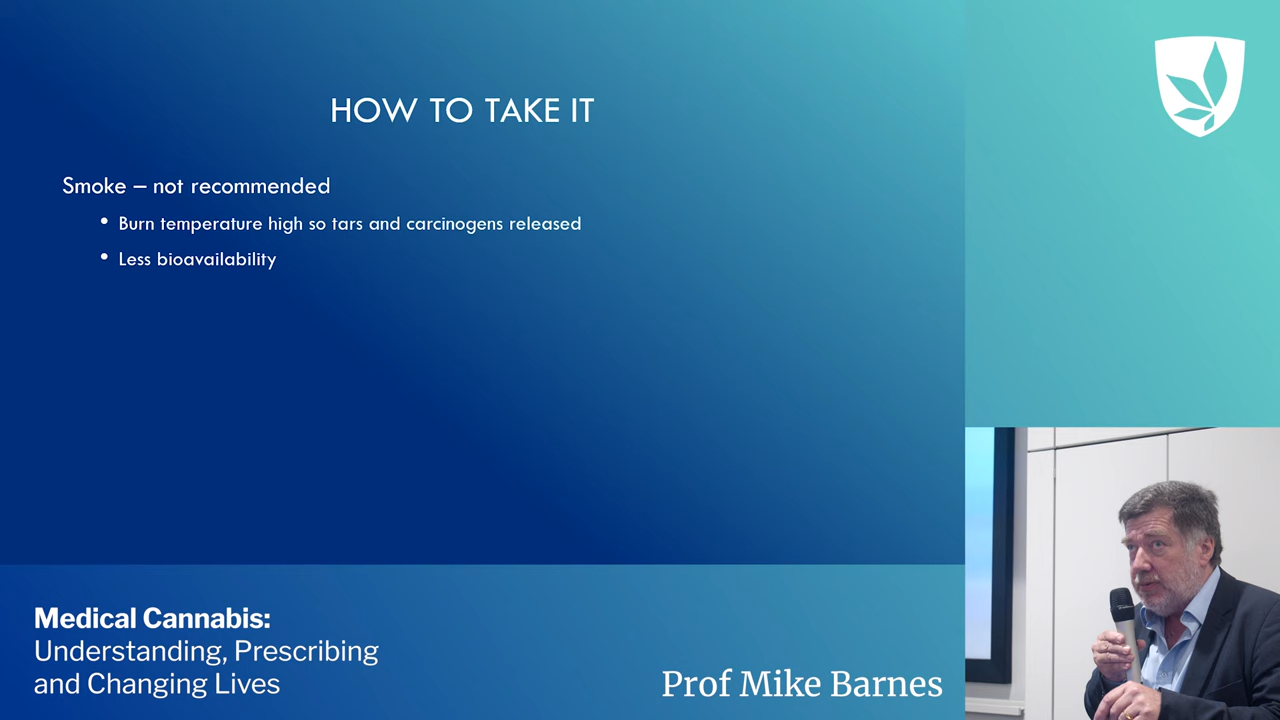 HOW TO TAKE IT
Smoke – not recommended
• Burn temperature high so tars and carcinogens released
• Less bioavailability
Medical Cannabis:
Understanding, Prescribing
and Changing Lives
Prof Mike Barnes